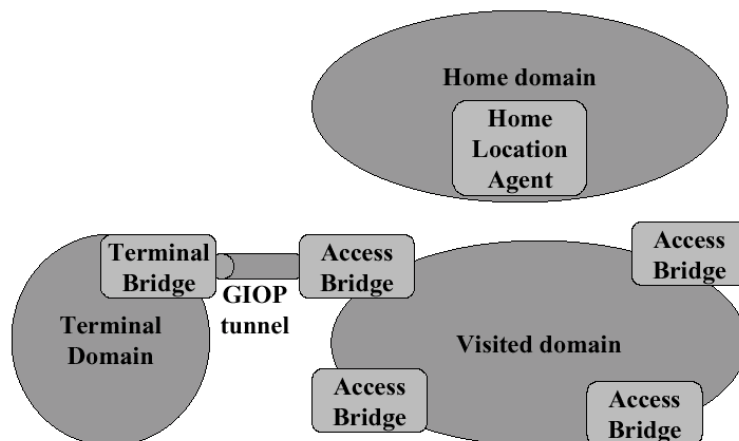 Home domain
Home
Location
Agent
Terminal
Bridge
GIOP
tunnel
Access
Bridge
Access
Bridge
Terminal
Domain
Visited domain
Access
Bridge
Access
Bridge